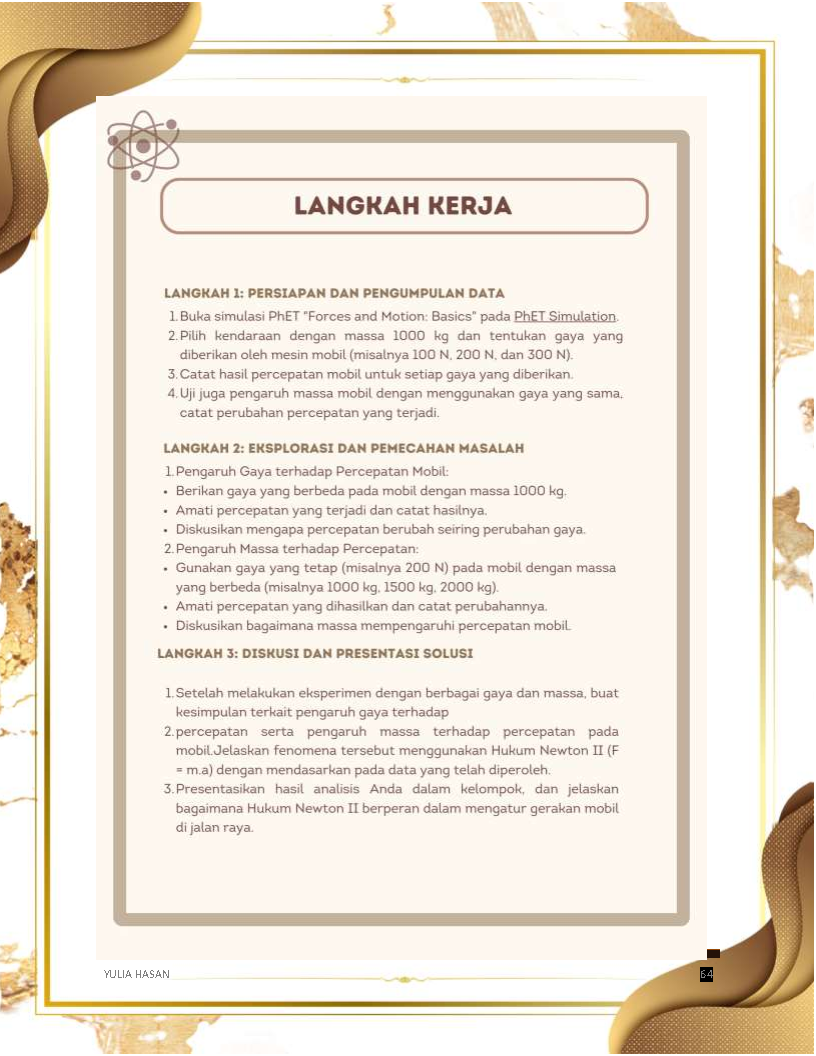 LANGKAH KERJA
LANGKAH 1: PERSIAPAN DAN PENGUMPULAN DATA
1. Buka simulasi PhET "Forces and Motion: Basics" pada PhET Simulation.
2. Pilih kendaraan dengan massa 1000 kg dan tentukan gaya yang
diberikan oleh mesin mobil (misalnya 100 N, 200 N, dan 300 N).
3. Catat hasil percepatan mobil untuk setiap gaya yang diberikan.
4. Uji juga pengaruh massa mobil dengan menggunakan gaya yang sama,
catat perubahan percepatan yang terjadi.
LANGKAH 2: EKSPLORASI DAN PEMECAHAN MASALAH
1. Pengaruh Gaya terhadap Percepatan Mobil:
• Berikan gaya yang berbeda pada mobil dengan massa 1000 kg.
• Amati percepatan yang terjadi dan catat hasilnya.
• Diskusikan mengapa percepatan berubah seiring perubahan gaya.
2. Pengaruh Massa terhadap Percepatan:
• Gunakan gaya yang tetap (misalnya 200 N) pada mobil dengan massa
yang berbeda (misalnya 1000 kg, 1500 kg, 2000 kg).
• Amati percepatan yang dihasilkan dan catat perubahannya.
• Diskusikan bagaimana massa mempengaruhi percepatan mobil.
LANGKAH 3: DISKUSI DAN PRESENTASI SOLUSI
1. Setelah melakukan eksperimen dengan berbagai gaya dan massa, buat
kesimpulan terkait pengaruh gaya terhadap
2. percepatan serta pengaruh massa terhadap percepatan pada
mobil.Jelaskan fenomena tersebut menggunakan Hukum Newton II (F
= m.a) dengan mendasarkan pada data yang telah diperoleh.
3. Presentasikan hasil analisis Anda dalam kelompok, dan jelaskan
bagaimana Hukum Newton II berperan dalam mengatur gerakan mobil
di jalan raya.
YULIA HASAN
64